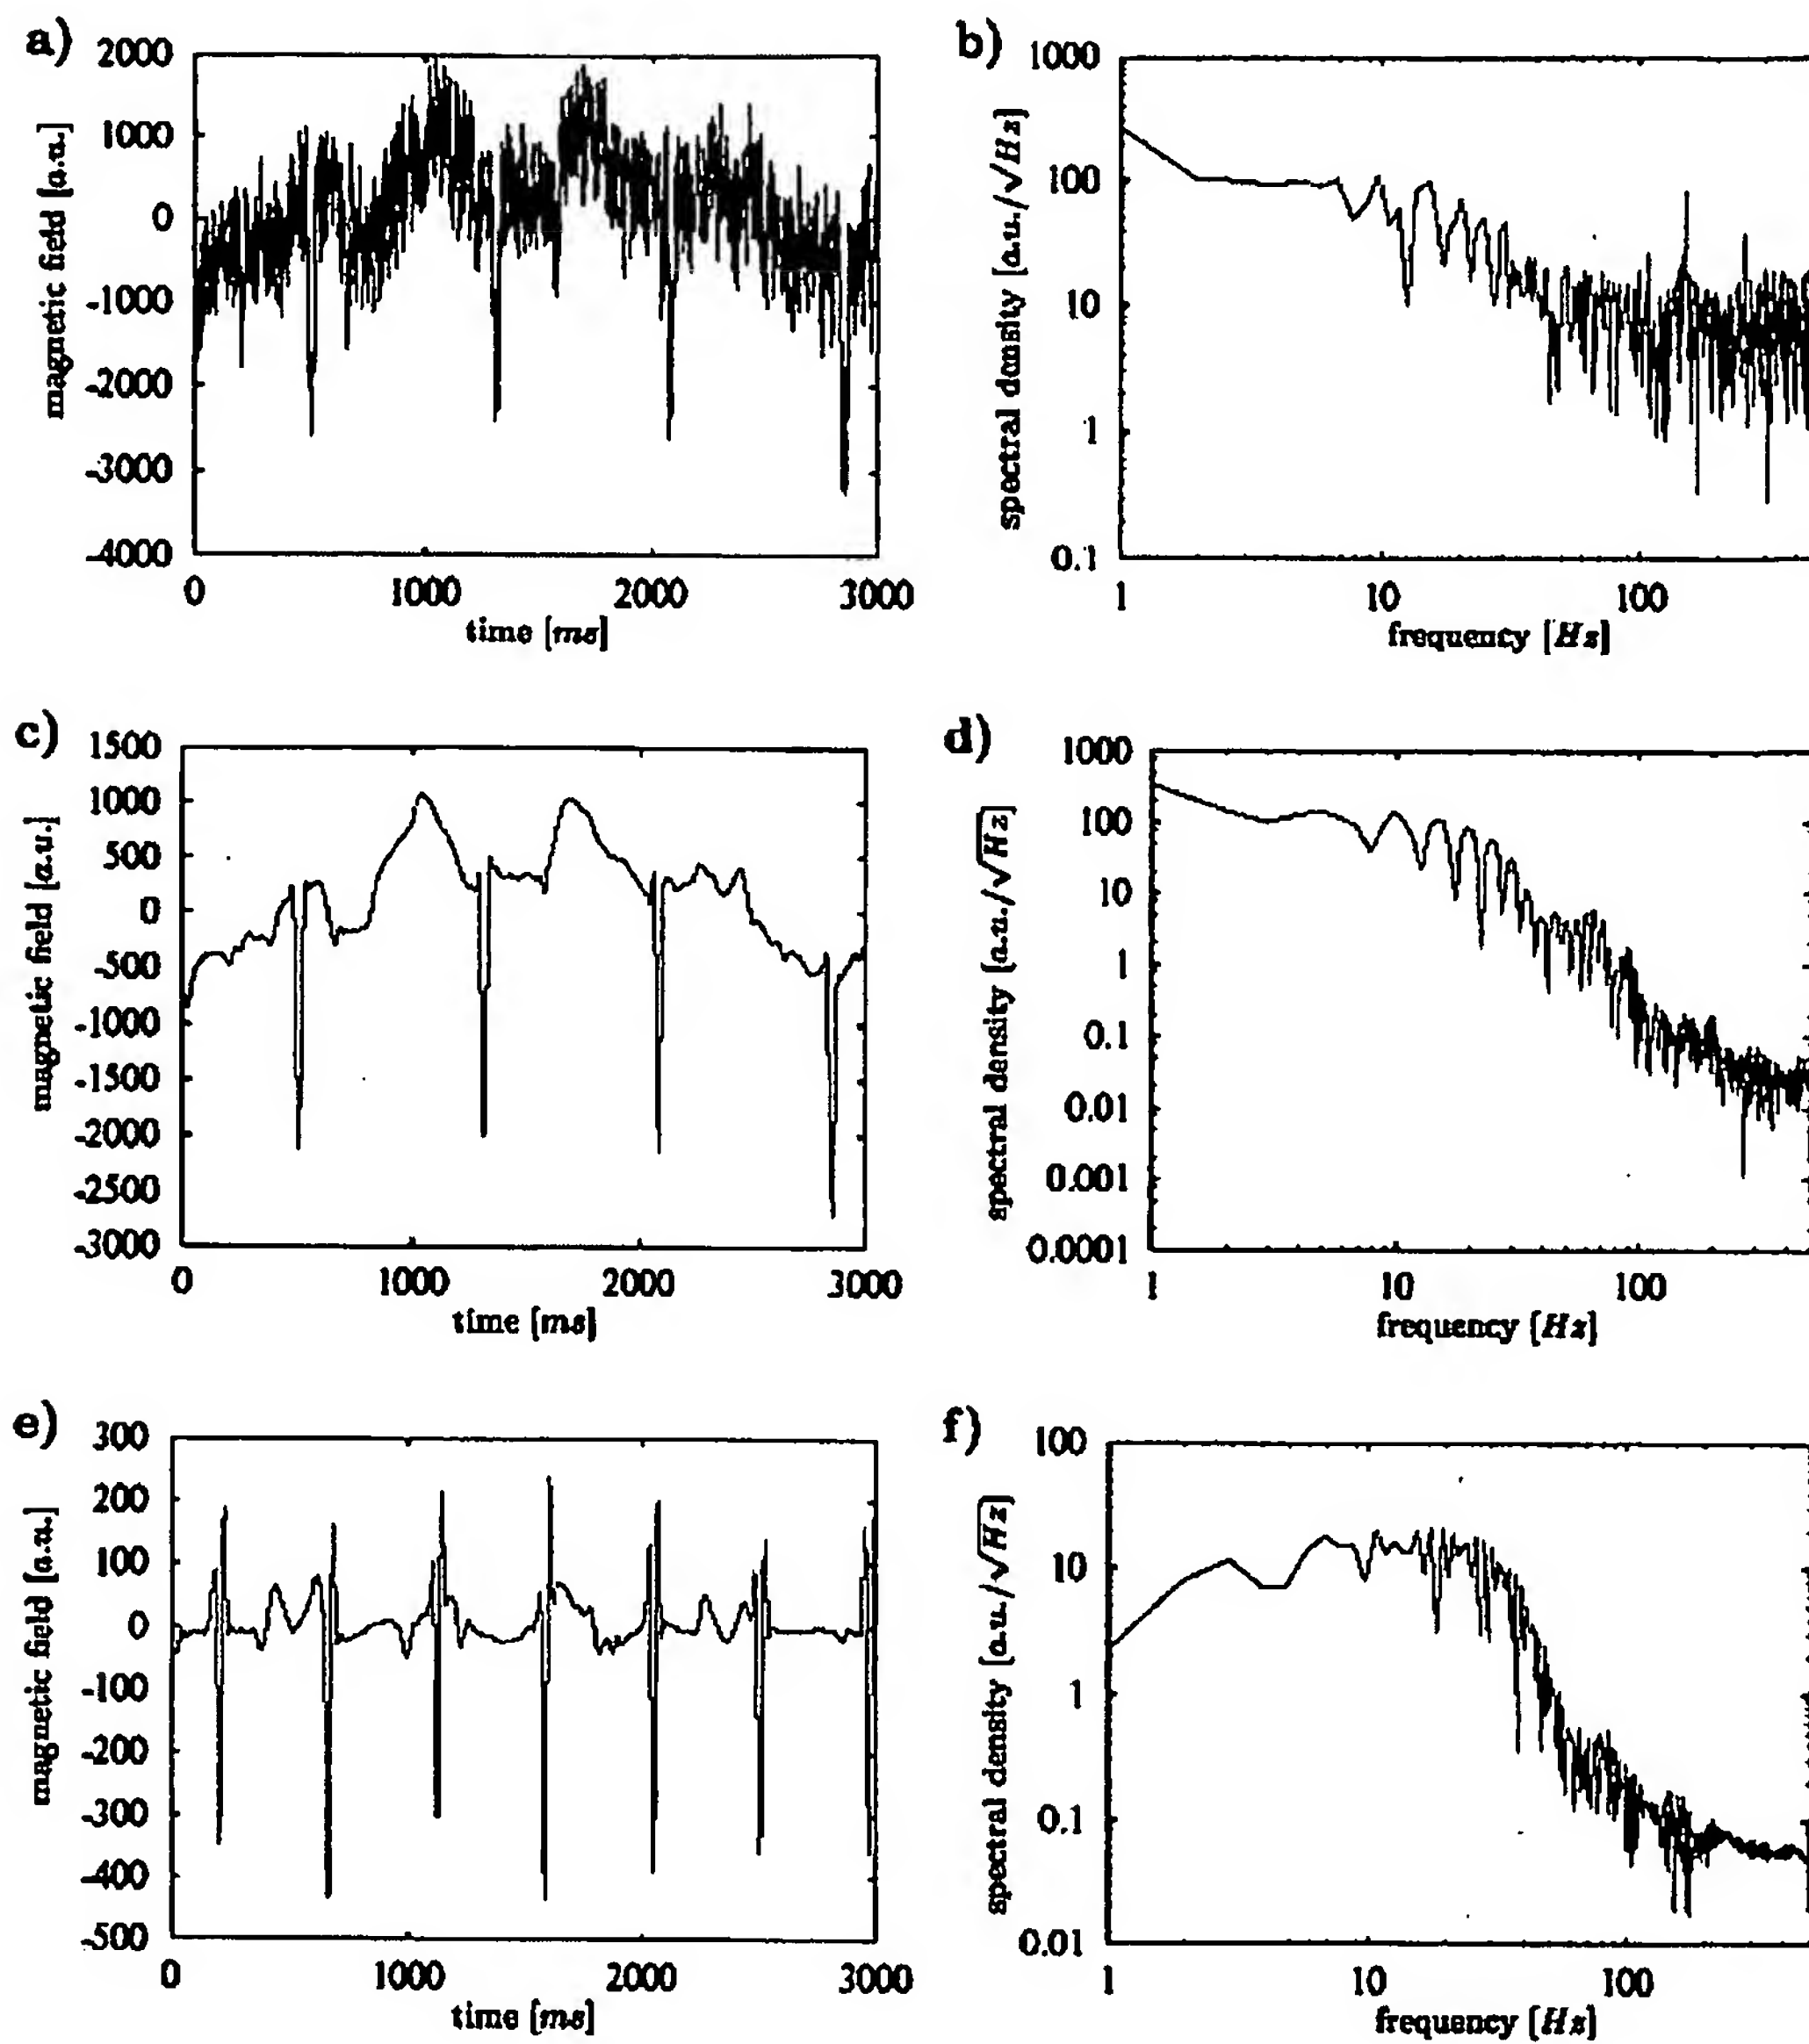 a)
2000
1000
0
-1000
-2000
-3000
-4000
magnetic field [a.u.]
0 1000 2000 3000
time [ms]
b)
1000
100
10
1
0.1
spectral density [a.u./√Hz]
1 10 100
frequency [Hz]
c)
1500
1000
500
0
-500
-1000
-1500
-2000
-2500
-3000
magnetic field [a.u.]
0 1000 2000 3000
time [ms]
d)
1000
100
10
1
0.1
0.01
0.001
0.0001
spectral density [a.u./√Hz]
1 10 100
frequency [Hz]
e)
300
200
100
0
-100
-200
-300
-400
-500
magnetic field [a.u.]
0 1000 2000 3000
time [ms]
f)
100
10
1
0.1
0.01
spectral density [a.u./√Hz]
1 10 100
frequency [Hz]